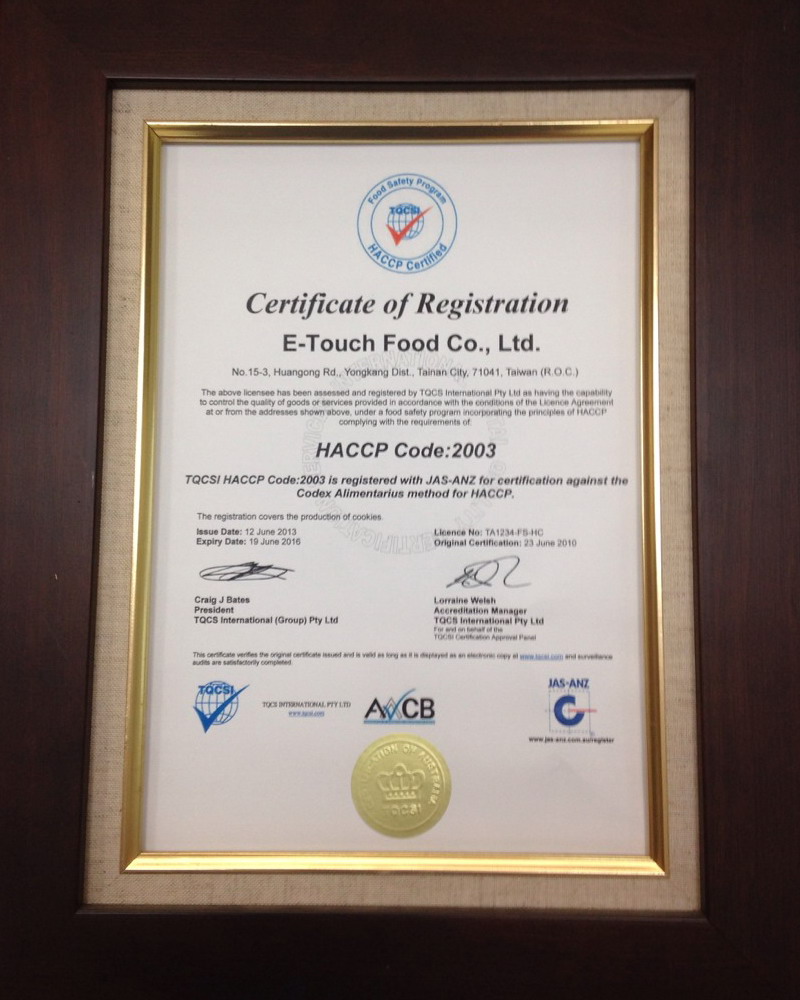 Food Safety Program
TQCSI
HACCP Certified
Certificate of Registration
E-Touch Food Co., Ltd.
No.15-3, Huangong Rd., Yongkang Dist., Tainan City, 71041, Taiwan (R.O.C.)
The above licensee has been assessed and registered by TQCS International Pty Ltd as having the capability
to control the quality of goods or services provided in accordance with the conditions of the Licence Agreement
at or from the addresses shown above, under a food safety program incorporating the principles of HACCP
complying with the requirements of:
HACCP Code:2003
TQCSI HACCP Code:2003 is registered with JAS-ANZ for certification against the
Codex Alimentarius method for HACCP.
The registration covers the production of cookies.
Issue Date: 12 June 2013
Expiry Date: 19 June 2016
Licence No: TA1234-FS-HC
Original Certification: 23 June 2010
Craig J Bates
President
TQCS International (Group) Pty Ltd
Lorraine Welsh
Accreditation Manager
TQCS International Pty Ltd
For and on behalf of the
TQCSI Certification Approval Panel
This certificate verifies the original certificate issued and is valid as long as it is displayed as an electronic copy at www.tqcsi.com and surveillance
audits are satisfactorily completed.
TQCSI
TQCS INTERNATIONAL PTY LTD
www.tqcsi.com
AWCB
JAS-ANZ
C
www.jas-anz.com.au/register
TQCSI